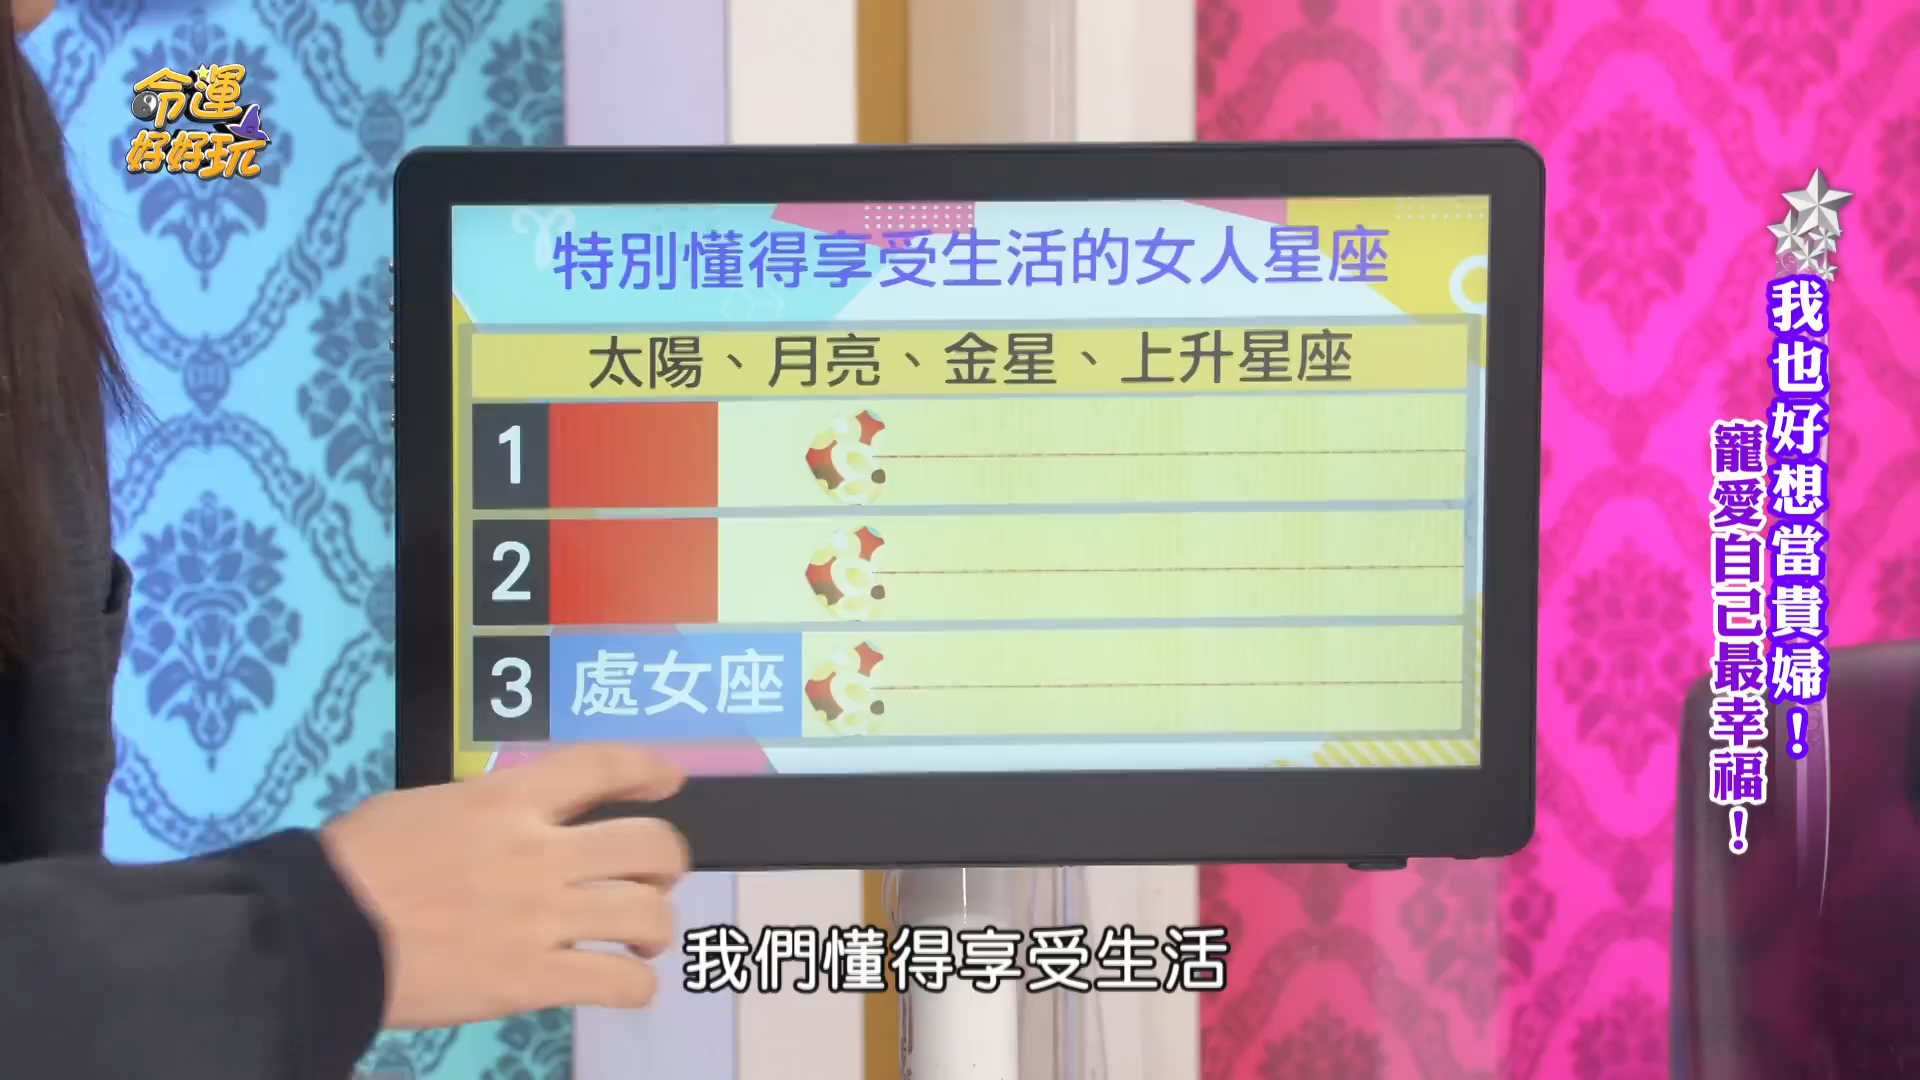 命運
好好玩
特別懂得享受生活的女人星座
太陽、月亮、金星、上升星座
1
2
3 處女座
我也好想當貴婦！
寵愛自己最幸福！
我們懂得享受生活